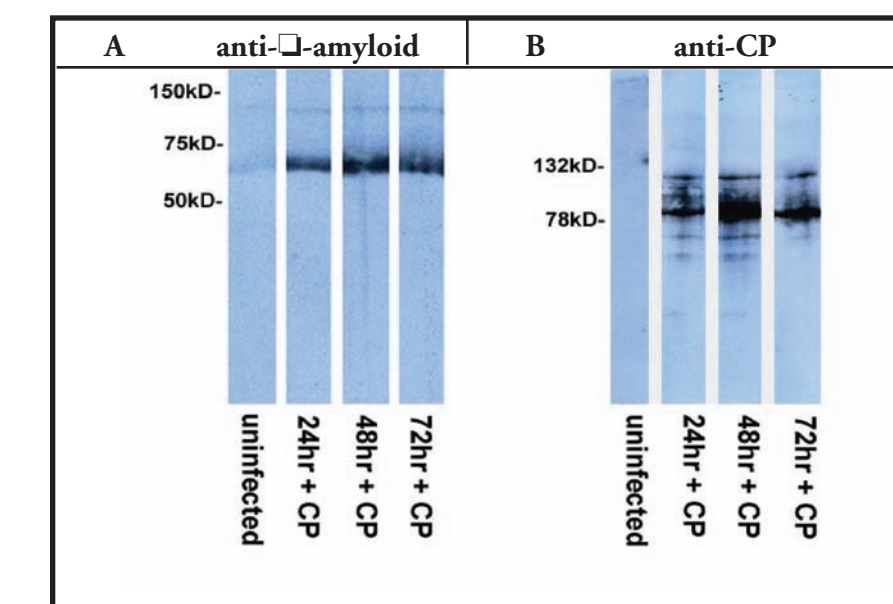 A anti-❏-amyloid B anti-CP
150kD-
75kD-
50kD-
132kD-
78kD-
uninfected
24hr + CP
48hr + CP
72hr + CP
uninfected
24hr + CP
48hr + CP
72hr + CP